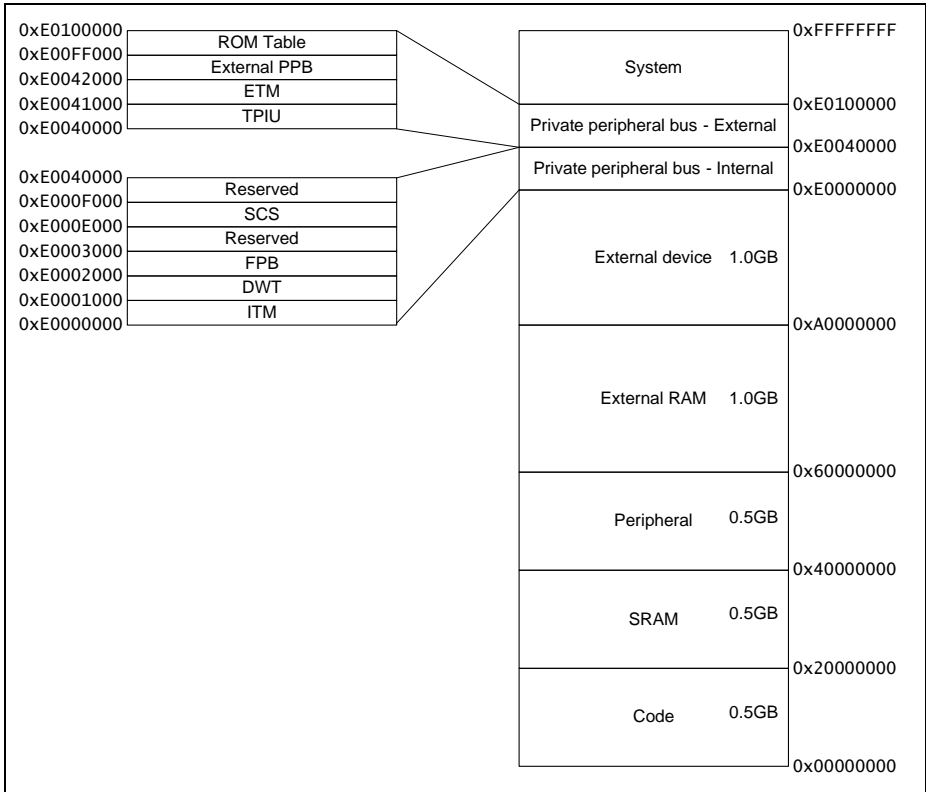 0xE0100000
ROM Table
0xE00FF000
External PPB
0xE0042000
ETM
0xE0041000
TPIU
0xE0040000
0xE0040000
Reserved
0xE000F000
SCS
0xE000E000
Reserved
0xE0003000
FPB
0xE0002000
DWT
0xE0001000
ITM
0xE0000000
0xFFFFFFFF
System
0xE0100000
Private peripheral bus - External
0xE0040000
Private peripheral bus - Internal
0xE0000000
External device 1.0GB
0xA0000000
External RAM 1.0GB
0x60000000
Peripheral 0.5GB
0x40000000
SRAM 0.5GB
0x20000000
Code 0.5GB
0x00000000